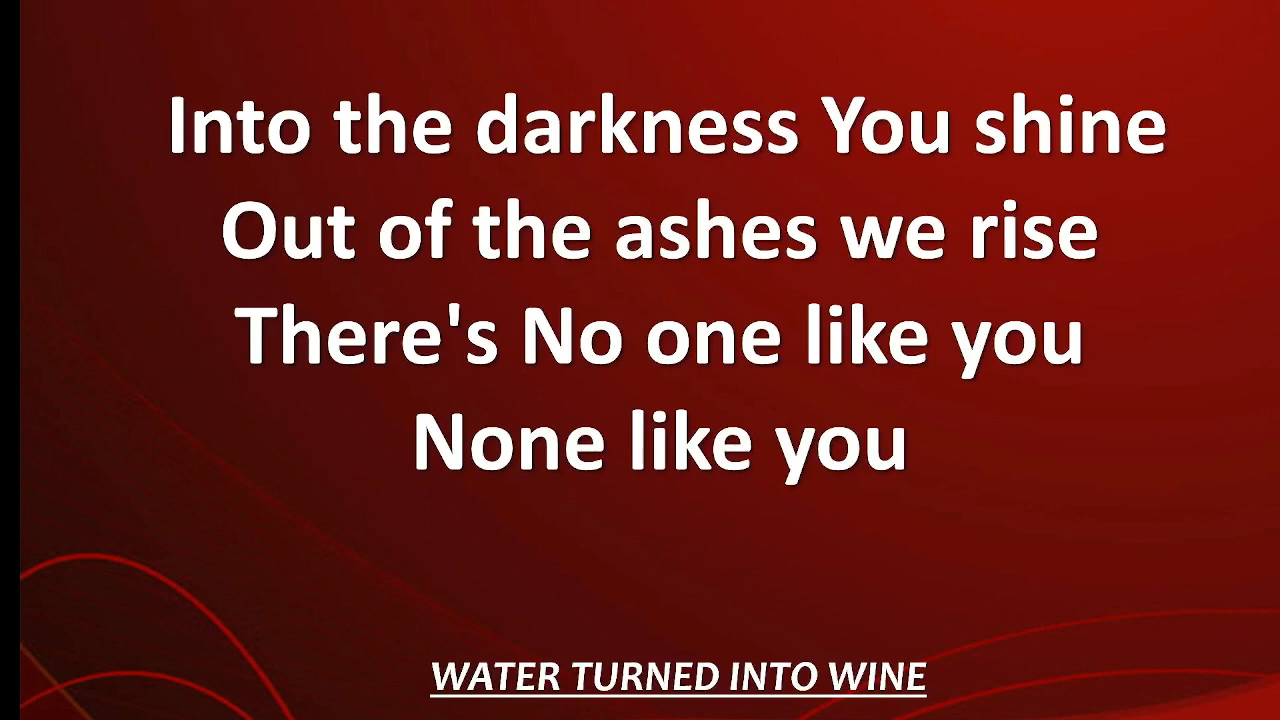 Into the darkness You shine
Out of the ashes we rise
There's No one like you
None like you
WATER TURNED INTO WINE